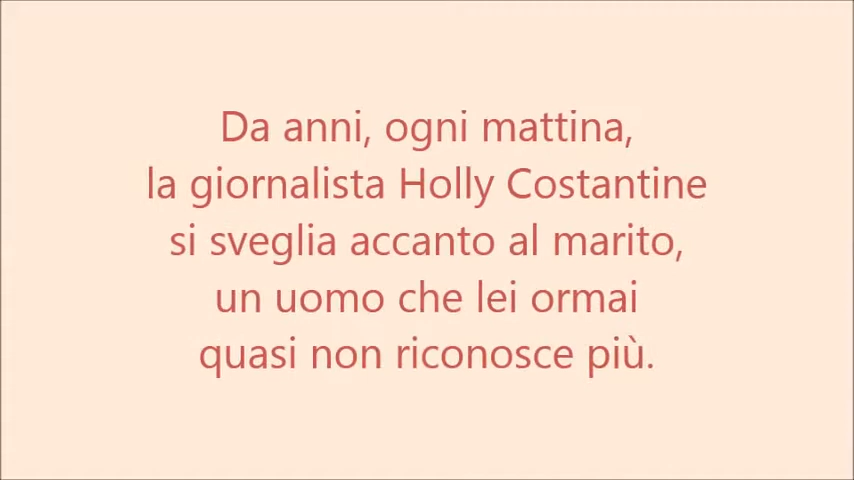 Da anni, ogni mattina,
la giornalista Holly Costantine
si sveglia accanto al marito,
un uomo che lei ormai
quasi non riconosce più.